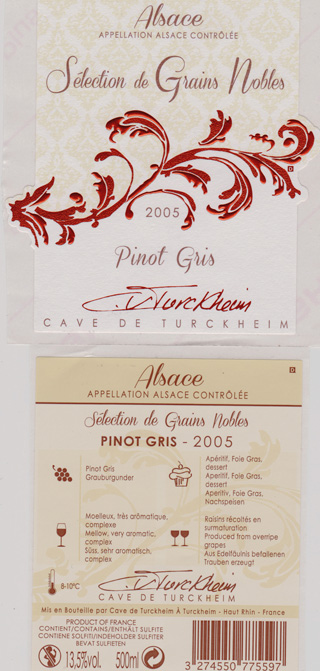 Alsace
APPELLATION ALSACE CONTRÔLÉE
Sélection de Grains Nobles
2005
Pinot Gris
C. D Turckheim
CAVE DE TURCKHEIM
Alsace
APPELLATION ALSACE CONTRÔLÉE
Sélection de Grains Nobles
PINOT GRIS - 2005
Pinot Gris
Grauburgunder
Apéritif, Foie Gras,
dessert
Aperitif, Foie Gras,
dessert
Aperitiv, Foie Gras,
Nachspeisen
Moelleux, très arômatique,
complexe
Mellow, very aromatic,
complex
Süss, sehr aromatisch,
complex
Raisins récoltés en
surmaturation
Produced from overripe
grapes
Aus Edelfäulnis befallenen
Trauben erzeugt
8-10°C
C. D Turckheim
CAVE DE TURCKHEIM
Mis en Bouteille par Cave de Turckheim À Turckheim - Haut Rhin - France
PRODUCT OF FRANCE
CONTIENT/CONTAINS/ENTHÄLT SULFITE
CONTIENE SOLFITI/INDEHOLDER SULFITER
BEVAT SULFIETEN
13,5%vol. 500ml
3 274550 775597